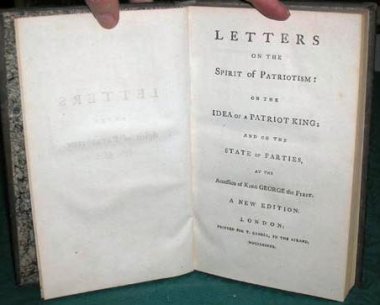 LETTERS
ON THE
SPIRIT OF PATRIOTISM:
ON THE
IDEA OF A PATRIOT KING:
AND ON THE
STATE OF PARTIES,
AT THE
Accession of KING GEORGE the FIRST.
A NEW EDITION.
LONDON:
PRINTED FOR T. CADELL, IN THE STRAND.